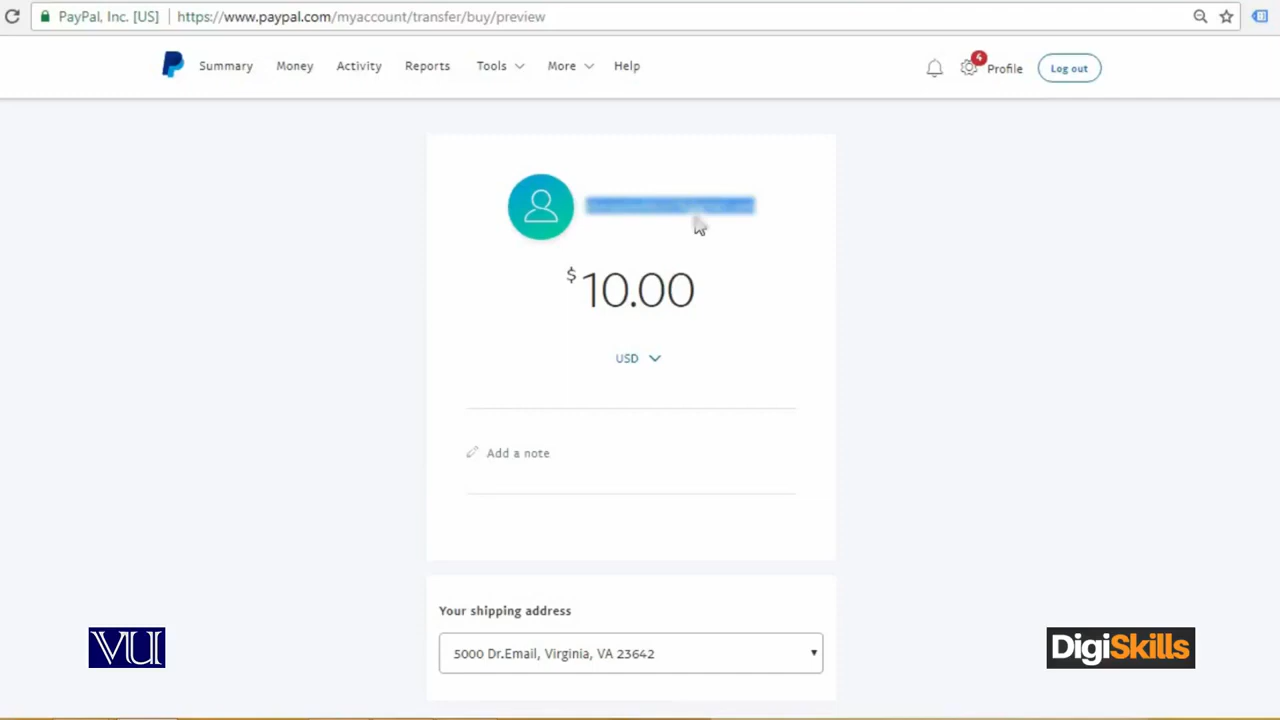 PayPal, Inc. [US] https://www.paypal.com/myaccount/transfer/buy/preview
Summary Money Activity Reports Tools More Help 4 Profile Log out
$10.00
USD
Add a note
Your shipping address
5000 Dr.Email, Virginia, VA 23642
VU DigiSkills